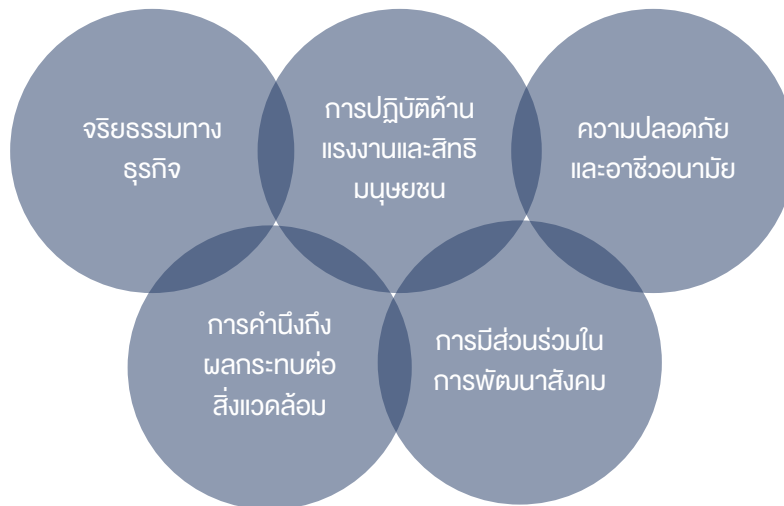 จริยธรรมทาง
ธุรกิจ
การปฏิบัติด้าน
แรงงานและสิทธิ
มนุษยชน
ความปลอดภัย
และอาชีวอนามัย
การคำนึงถึง
ผลกระทบต่อ
สิ่งแวดล้อม
การมีส่วนร่วมใน
การพัฒนาสังคม